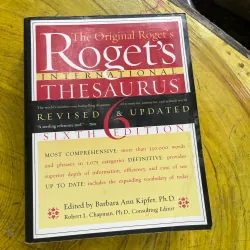 The Original Roget's
Roget's
INTERNATIONAL
THESAURUS
REVISED & UPDATED
6
SIXTH EDITION
MOST COMPREHENSIVE: more than 330,000 words
and phrases in 1,075 categories DEFINITIVE: provides
superior depth of information, efficiency, and ease of use
UP TO DATE: includes the expanding vocabulary of today
Edited by Barbara Ann Kipfer, Ph.D.
Robert L. Chapman, Ph.D., Consulting Editor